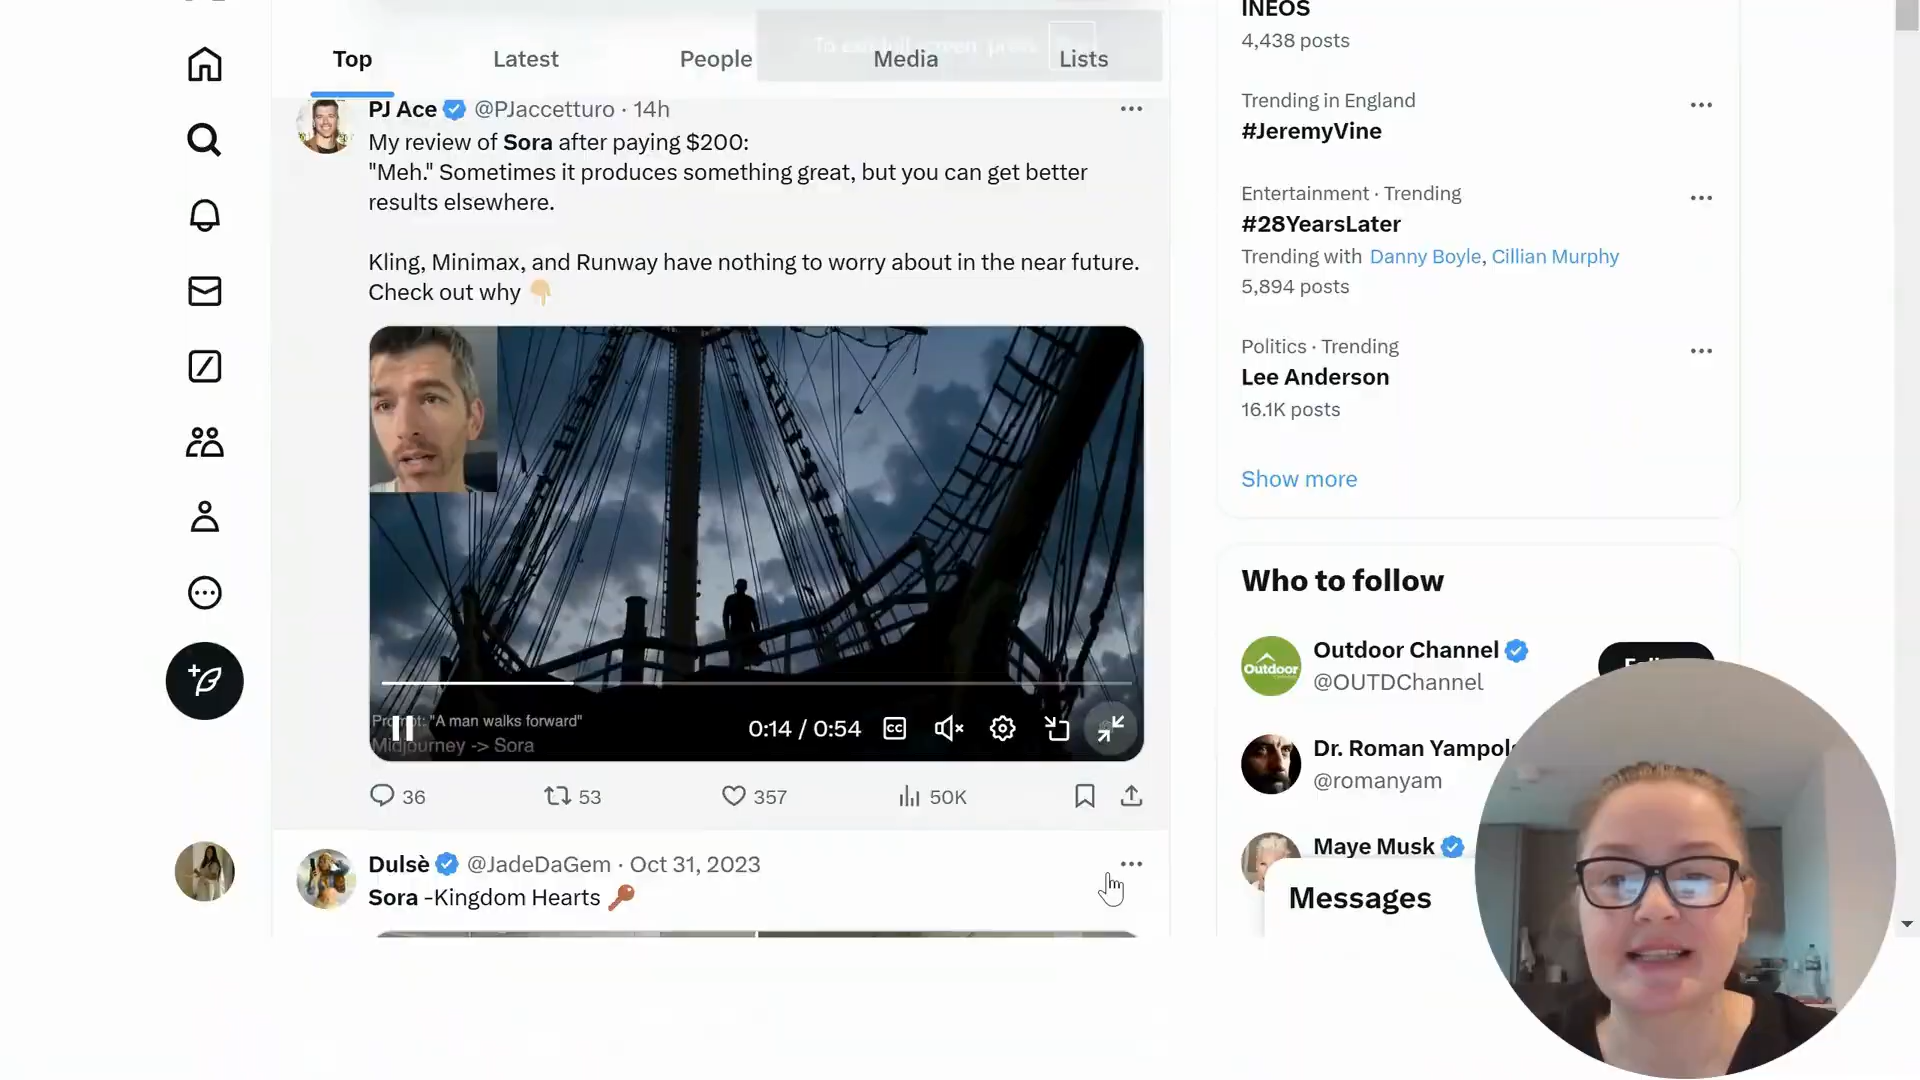 Top
Latest
People
Media
Lists
PJ Ace @PJaccetturo · 14h
My review of Sora after paying $200:
"Meh." Sometimes it produces something great, but you can get better
results elsewhere.
Kling, Minimax, and Runway have nothing to worry about in the near future.
Check out why
Prompt: "A man walks forward"
Midjourney -> Sora
0:14 / 0:54
CC
36
53
357
50K
Dulsè @JadeDaGem · Oct 31, 2023
Sora -Kingdom Hearts
INEOS
4,438 posts
Trending in England
#JeremyVine
Entertainment · Trending
#28YearsLater
Trending with Danny Boyle, Cillian Murphy
5,894 posts
Politics · Trending
Lee Anderson
16.1K posts
Show more
Who to follow
Outdoor
Outdoor Channel
@OUTDChannel
Dr. Roman
@romanyam
Maye Musk
Messages